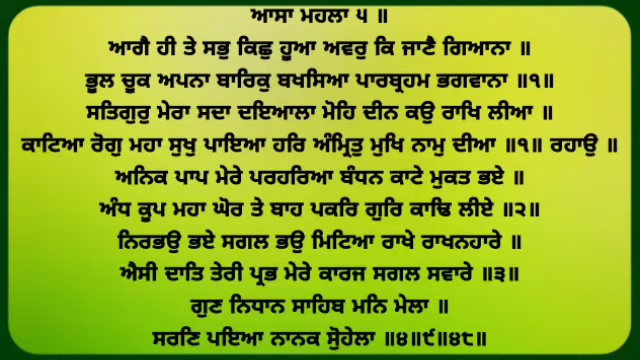 ਆਸਾ ਮਹਲਾ ੫ ॥
ਆਗੈ ਹੀ ਤੇ ਸਭੁ ਕਿਛੁ ਹੂਆ ਅਵਰੁ ਕਿ ਜਾਣੈ ਗਿਆਨਾ ॥
ਭੂਲ ਚੂਕ ਅਪਨਾ ਬਾਰਿਕੁ ਬਖਸਿਆ ਪਾਰਬ੍ਰਹਮ ਭਗਵਾਨਾ ॥੧॥
ਸਤਿਗੁਰੁ ਮੇਰਾ ਸਦਾ ਦਇਆਲਾ ਮੋਹਿ ਦੀਨ ਕਉ ਰਾਖਿ ਲੀਆ ॥
ਕਾਟਿਆ ਰੋਗੁ ਮਹਾ ਸੁਖੁ ਪਾਇਆ ਹਰਿ ਅੰਮ੍ਰਿਤੁ ਮੁਖਿ ਨਾਮੁ ਦੀਆ ॥੧॥ ਰਹਾਉ ॥
ਅਨਿਕ ਪਾਪ ਮੇਰੇ ਪਰਹਰਿਆ ਬੰਧਨ ਕਾਟੇ ਮੁਕਤ ਭਏ ॥
ਅੰਧ ਕੂਪ ਮਹਾ ਘੋਰ ਤੇ ਬਾਹ ਪਕਰਿ ਗੁਰਿ ਕਾਢਿ ਲੀਏ ॥੨॥
ਨਿਰਭਉ ਭਏ ਸਗਲ ਭਉ ਮਿਟਿਆ ਰਾਖੇ ਰਾਖਨਹਾਰੇ ॥
ਐਸੀ ਦਾਤਿ ਤੇਰੀ ਪ੍ਰਭ ਮੇਰੇ ਕਾਰਜ ਸਗਲ ਸਵਾਰੇ ॥੩॥
ਗੁਣ ਨਿਧਾਨ ਸਾਹਿਬ ਮਨਿ ਮੇਲਾ ॥
ਸਰਣਿ ਪਇਆ ਨਾਨਕ ਸੋੁਹੇਲਾ ॥੪॥੯॥੪੮॥